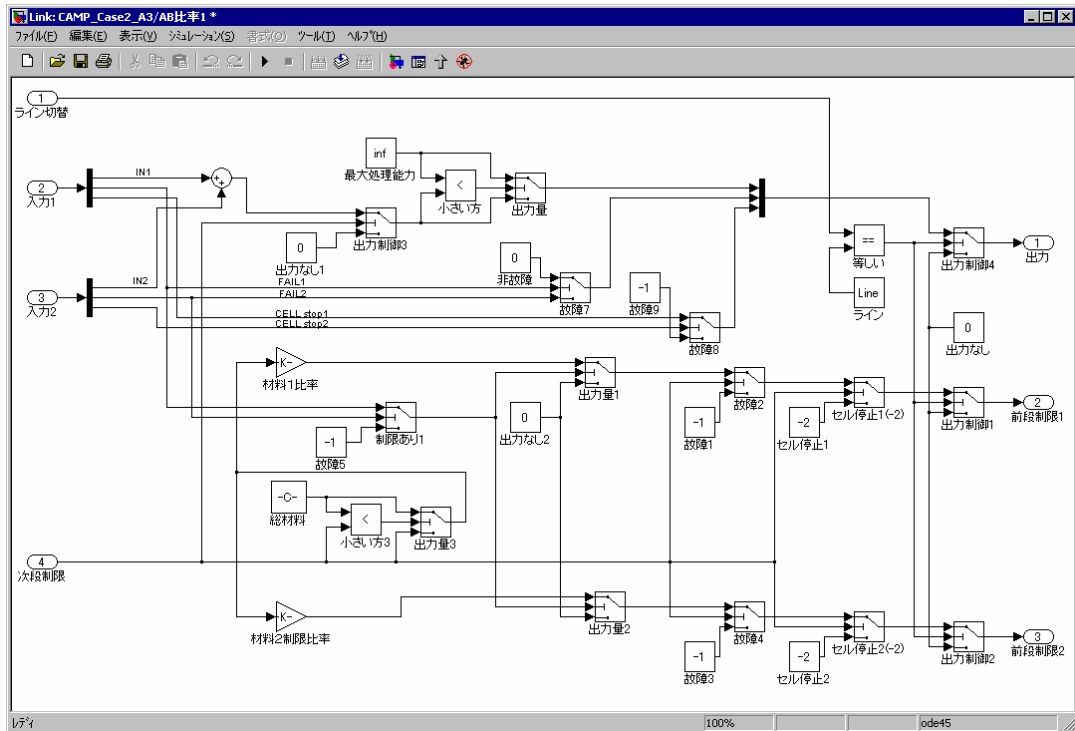 Link: CAMP_Case2_A3/AB比率1 *
ファイル(F) 編集(E) 表示(V) シミュレーション(S) 書式(O) ツール(T) ヘルプ(H)
1
ライン切替
2
入力1
IN1
inf
最大処理能力
<
小さい方
出力量
出力制御3
0
出力なし1
3
入力2
IN2
FAIL1
FAIL2
CELL stop1
CELL stop2
0
非故障
故障7
-1
故障9
故障8
==
等しい
Line
ライン
出力制御4
1
出力
0
出力なし
K-
材料1比率
出力量1
故障2
セル停止1(-2)
出力制御1
2
前段制限1
制限あり1
-1
故障5
0
出力なし2
-1
故障1
-2
セル停止1
-C-
総材料
<
小さい方3
出力量3
4
次段制限
K-
材料2制限比率
出力量2
故障4
セル停止2(-2)
出力制御2
3
前段制限2
-1
故障3
-2
セル停止2
レディ
100%
ode45